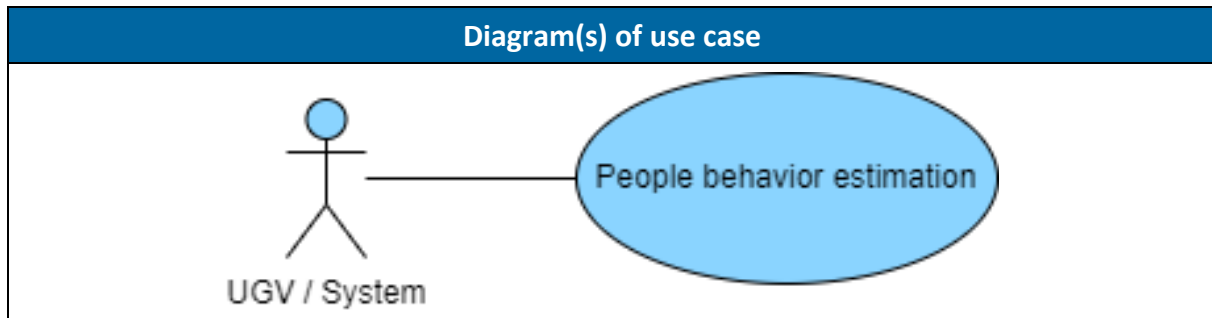 Diagram(s) of use case
People behavior estimation
UGV / System